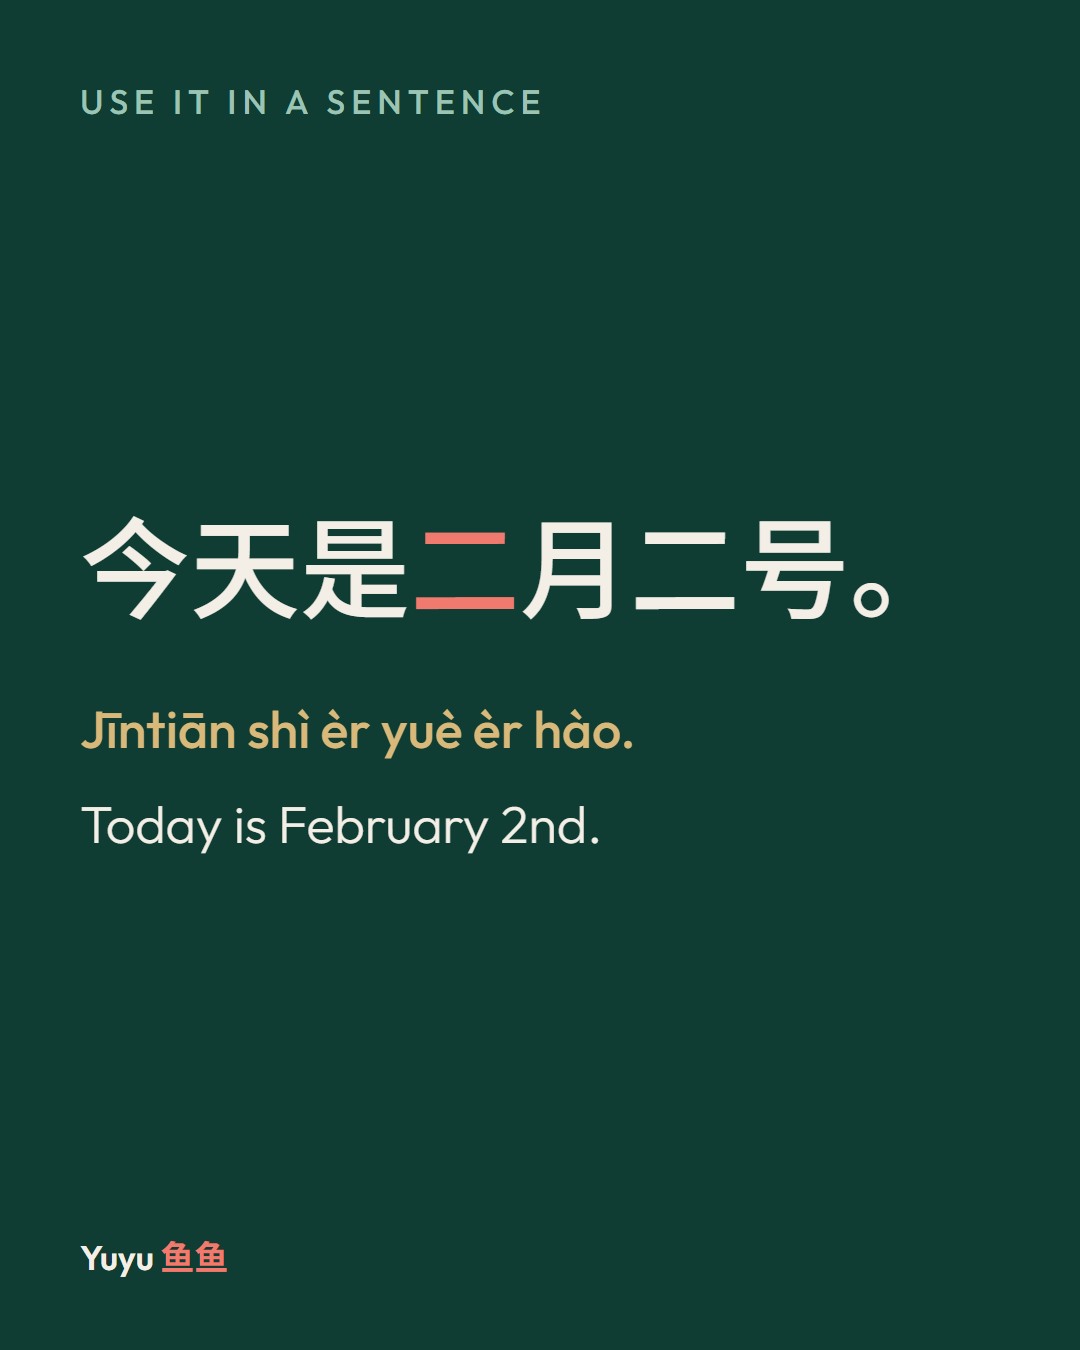 USE IT IN A SENTENCE
今天是二月二号。
Jīntiān shì èr yuè èr hào.
Today is February 2nd.
Yuyu 鱼鱼